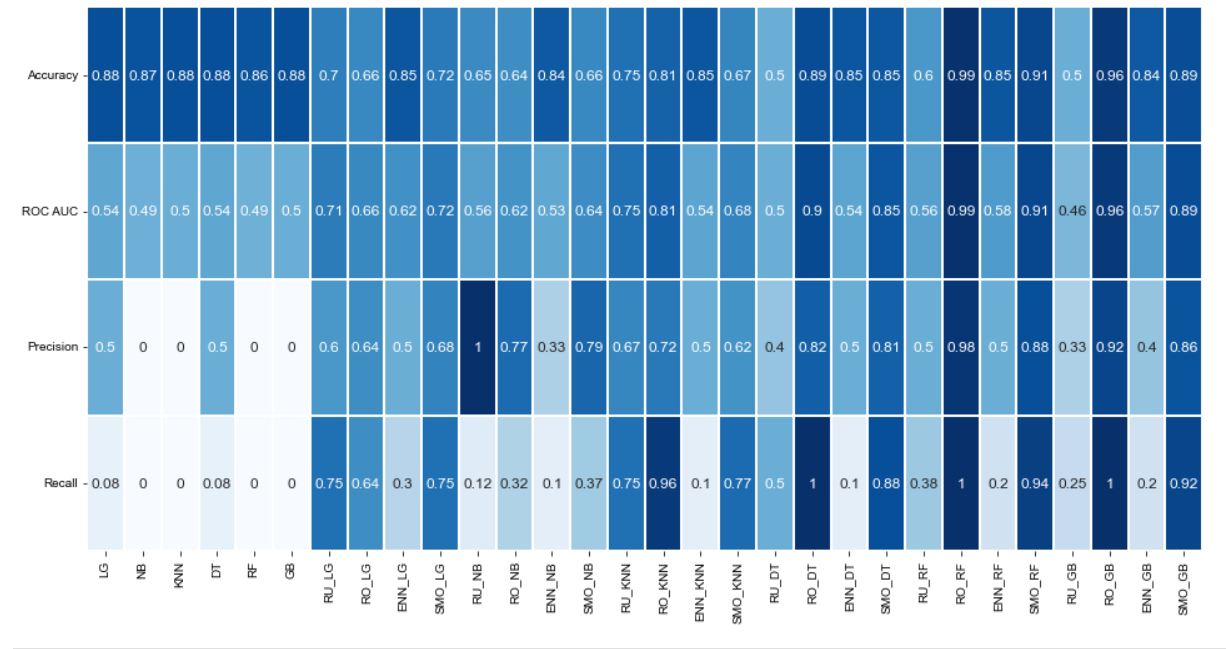 Accuracy - 0.88 0.87 0.88 0.88 0.86 0.88 0.7 0.66 0.85 0.72 0.65 0.64 0.84 0.66 0.75 0.81 0.85 0.67 0.5 0.89 0.85 0.85 0.6 0.99 0.85 0.91 0.5 0.96 0.84 0.89
ROC AUC - 0.54 0.49 0.5 0.54 0.49 0.5 0.71 0.66 0.62 0.72 0.56 0.62 0.53 0.64 0.75 0.81 0.54 0.68 0.5 0.9 0.54 0.85 0.56 0.99 0.58 0.91 0.46 0.96 0.57 0.89
Precision - 0.5 0 0 0.5 0 0 0.6 0.64 0.5 0.68 1 0.77 0.33 0.79 0.67 0.72 0.5 0.62 0.4 0.82 0.5 0.81 0.5 0.98 0.5 0.88 0.33 0.92 0.4 0.86
Recall - 0.08 0 0 0.08 0 0 0.75 0.64 0.3 0.75 0.12 0.32 0.1 0.37 0.75 0.96 0.1 0.77 0.5 1 0.1 0.88 0.38 1 0.2 0.94 0.25 1 0.2 0.92
LG NB KNN DT RF GB RU_LG RO_LG ENN_LG SMO_LG RU_NB RO_NB ENN_NB SMO_NB RU_KNN RO_KNN ENN_KNN SMO_KNN RU_DT RO_DT ENN_DT SMO_DT RU_RF RO_RF ENN_RF SMO_RF RU_GB RO_GB ENN_GB SMO_GB